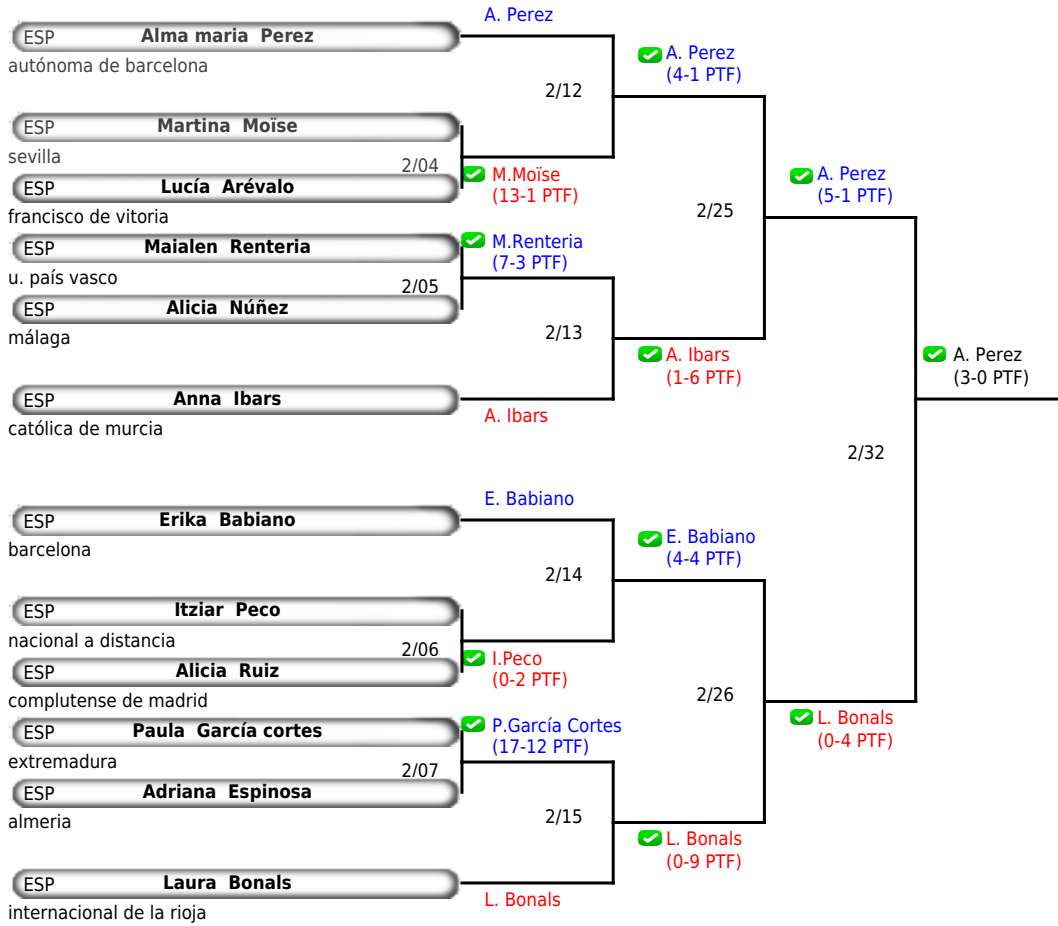 A. Perez
ESP Alma maria Perez
autónoma de barcelona
A. Perez
(4-1 PTF)
2/12
ESP Martina Moïse
sevilla
2/04
M.Moïse
(13-1 PTF)
ESP Lucía Arévalo
francisco de vitoria
A. Perez
(5-1 PTF)
2/25
ESP Maialen Renteria
M.Renteria
(7-3 PTF)
u. país vasco
2/05
ESP Alicia Núñez
málaga
2/13
A. Ibars
(1-6 PTF)
A. Perez
(3-0 PTF)
ESP Anna Ibars
A. Ibars
católica de murcia
2/32
E. Babiano
ESP Erika Babiano
barcelona
E. Babiano
(4-4 PTF)
2/14
ESP Itziar Peco
nacional a distancia
2/06
I.Peco
(0-2 PTF)
ESP Alicia Ruiz
complutense de madrid
2/26
L. Bonals
(0-4 PTF)
ESP Paula García cortes
P.García Cortes
(17-12 PTF)
extremadura
2/07
ESP Adriana Espinosa
almeria
2/15
L. Bonals
(0-9 PTF)
ESP Laura Bonals
L. Bonals
internacional de la rioja